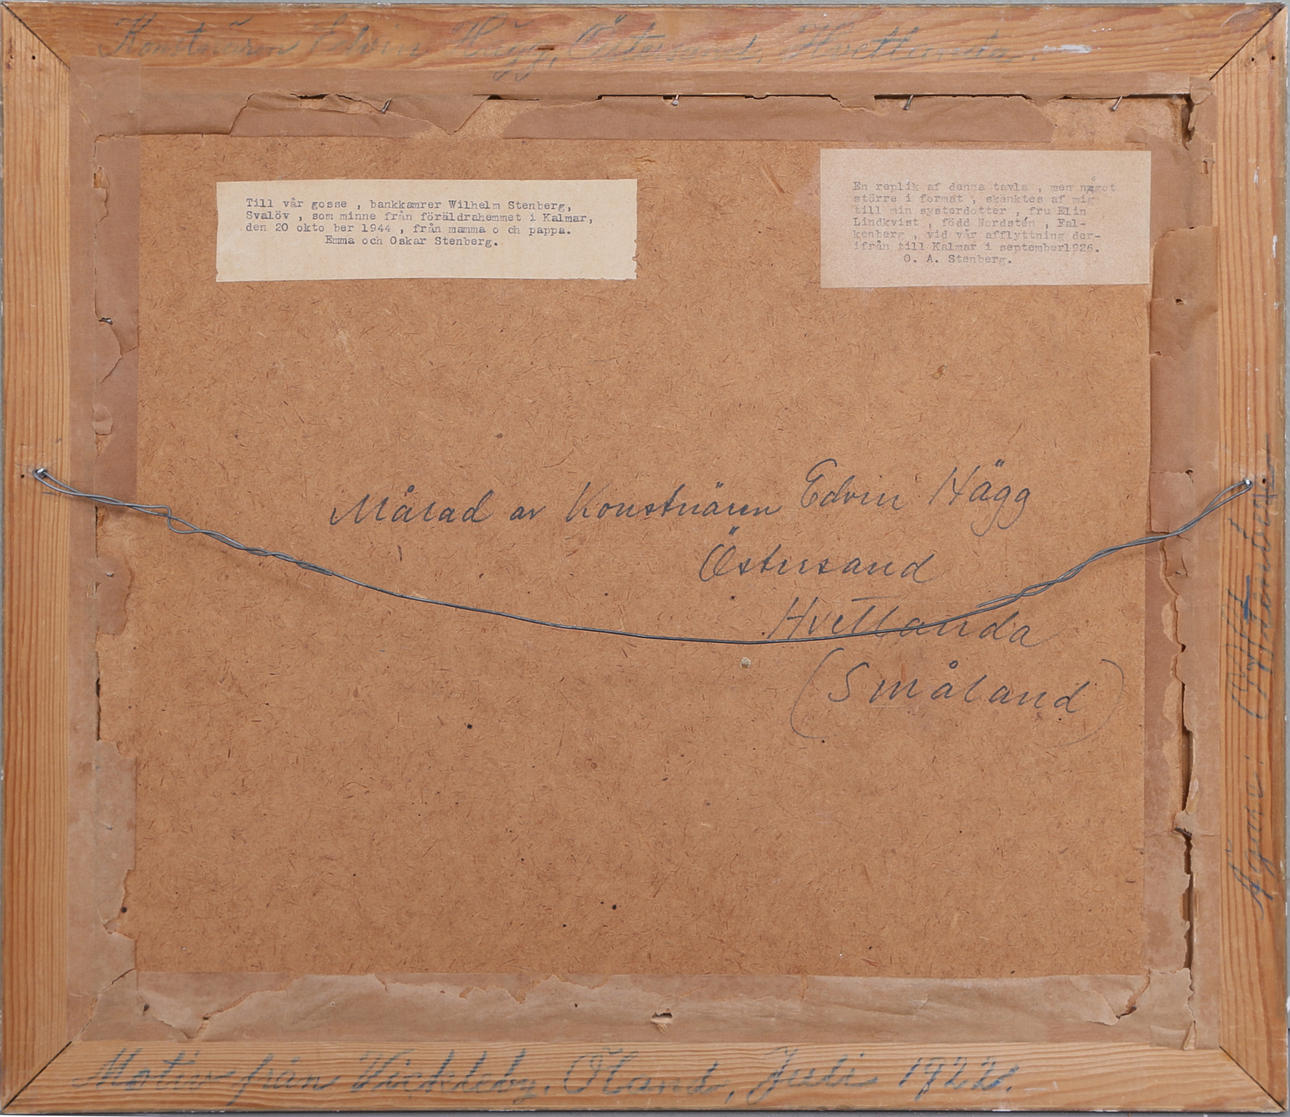 Konstnären Edvin Hägg, Östersand, Hvetlanda.
Till vår gosse , bankkamrer Wilhelm Stenberg,
Svalöv , som minne från föräldrahemmet i Kalmar,
den 20 okto ber 1944 , från mamma o ch pappa.
Emma och Oskar Stenberg.
En replik af denna tavla , men något
större i format , skänktes af mig
till min systerdotter , fru Elin
Lindkvist , född Nordstén , Fal-
kenberg , vid vår afflyttning der-
ifrån till Kalmar i september1926.
O. A. Stenberg.
Målad av Konstnären Edvin Hägg
Östersand
Hvetlanda
(Småland)
Motiv från Vickleby, Öland, Juli 1922.